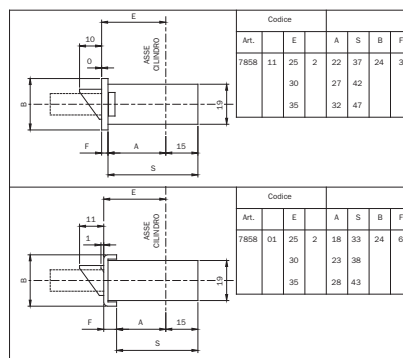 E
10
0
ASSE
CILINDRO
B
19
F
A
15
S
Codice
Art. E A S B F
7858 11 25 2 22 37 24 3
30 27 42
35 32 47
E
11
1
ASSE
CILINDRO
B
19
F
A
15
S
Codice
Art. E A S B F
7858 01 25 2 18 33 24 6
30 23 38
35 28 43